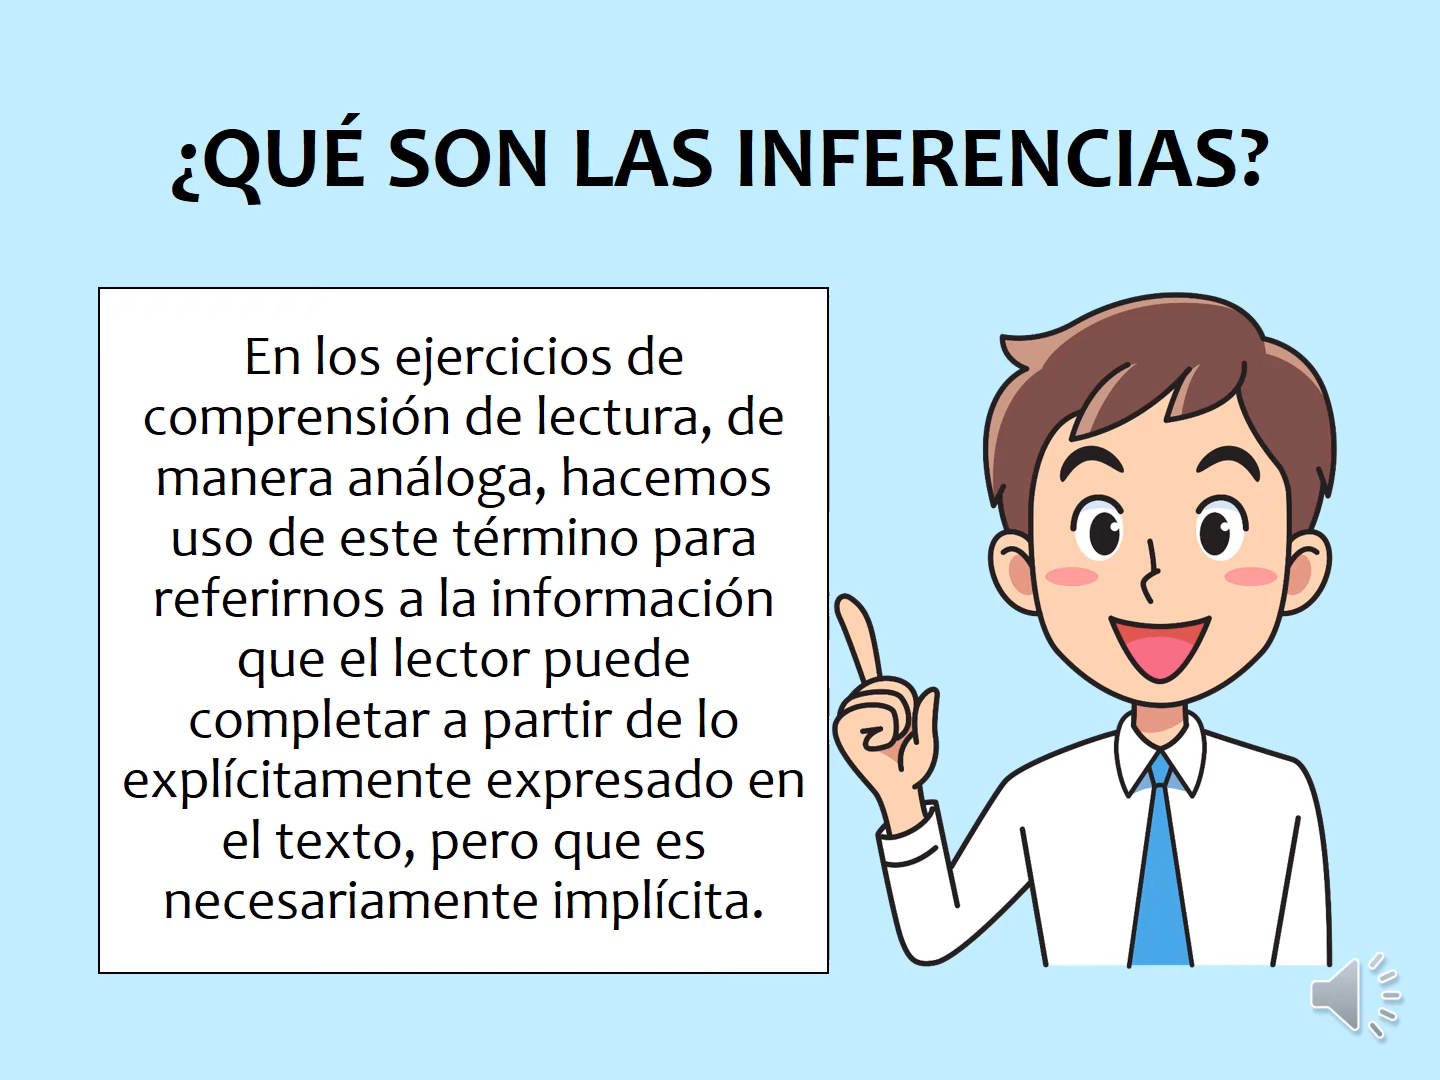 ¿QUÉ SON LAS INFERENCIAS?
En los ejercicios de
comprensión de lectura, de
manera análoga, hacemos
uso de este término para
referirnos a la información
que el lector puede
completar a partir de lo
explícitamente expresado en
el texto, pero que es
necesariamente implícita.